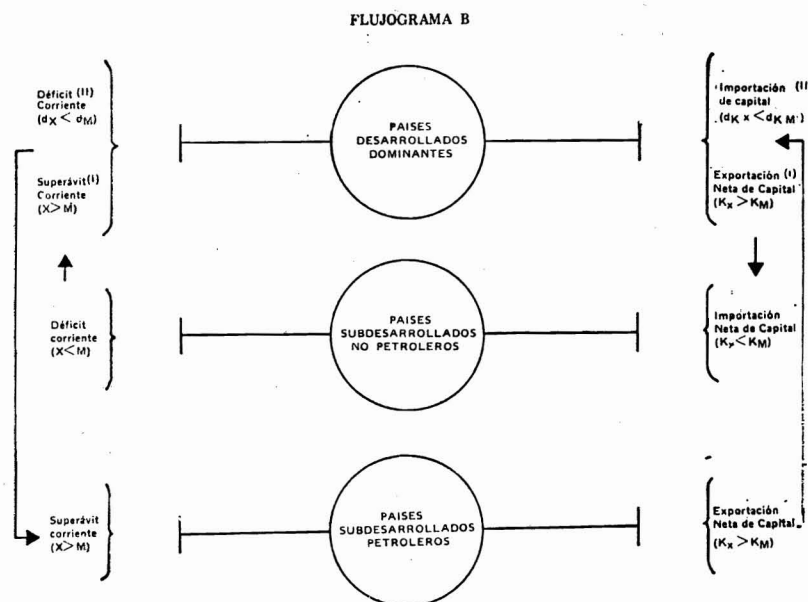 FLUJOGRAMA B
Déficit (II)
Corriente
(dX < dM)
Superávit (I)
Corriente
(X > M)
PAISES
DESARROLLADOS
DOMINANTES
Importación (II)
de capital
(dK x < dK M)
Exportación (I)
Neta de Capital
(Kx > KM)
Déficit
corriente
(X < M)
PAISES
SUBDESARROLLADOS
NO PETROLEROS
Importación
Neta de Capital
(Kx < KM)
Superávit
corriente
(X > M)
PAISES
SUBDESARROLLADOS
PETROLEROS
Exportación
Neta de Capital
(Kx > KM)